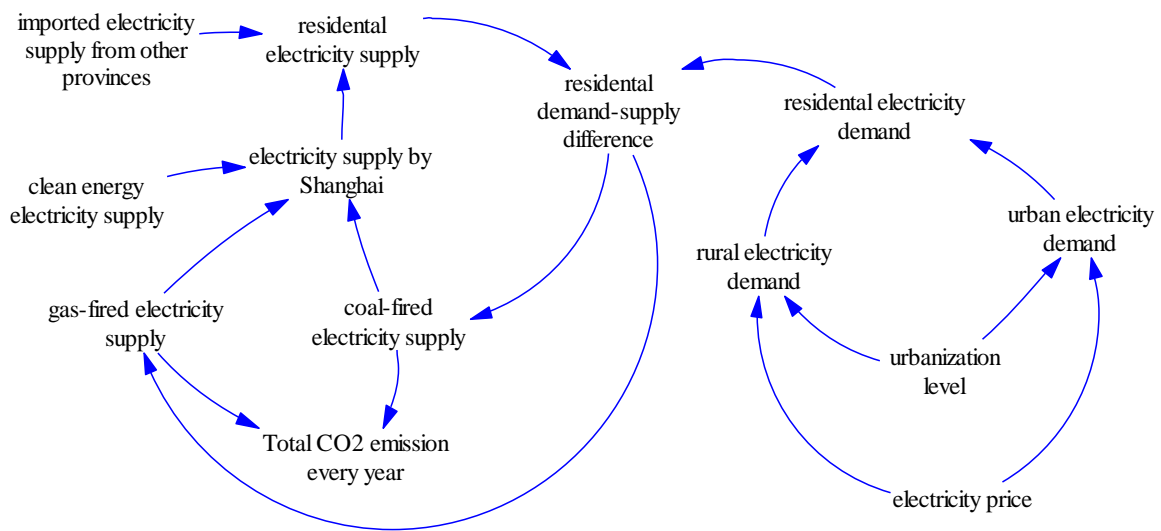 imported electricity
supply from other
provinces
residental
electricity supply
residental
demand-supply
difference
residental electricity
demand
electricity supply by
Shanghai
clean energy
electricity supply
urban electricity
demand
rural electricity
demand
gas-fired electricity
supply
coal-fired
electricity supply
urbanization
level
Total CO2 emission
every year
electricity price